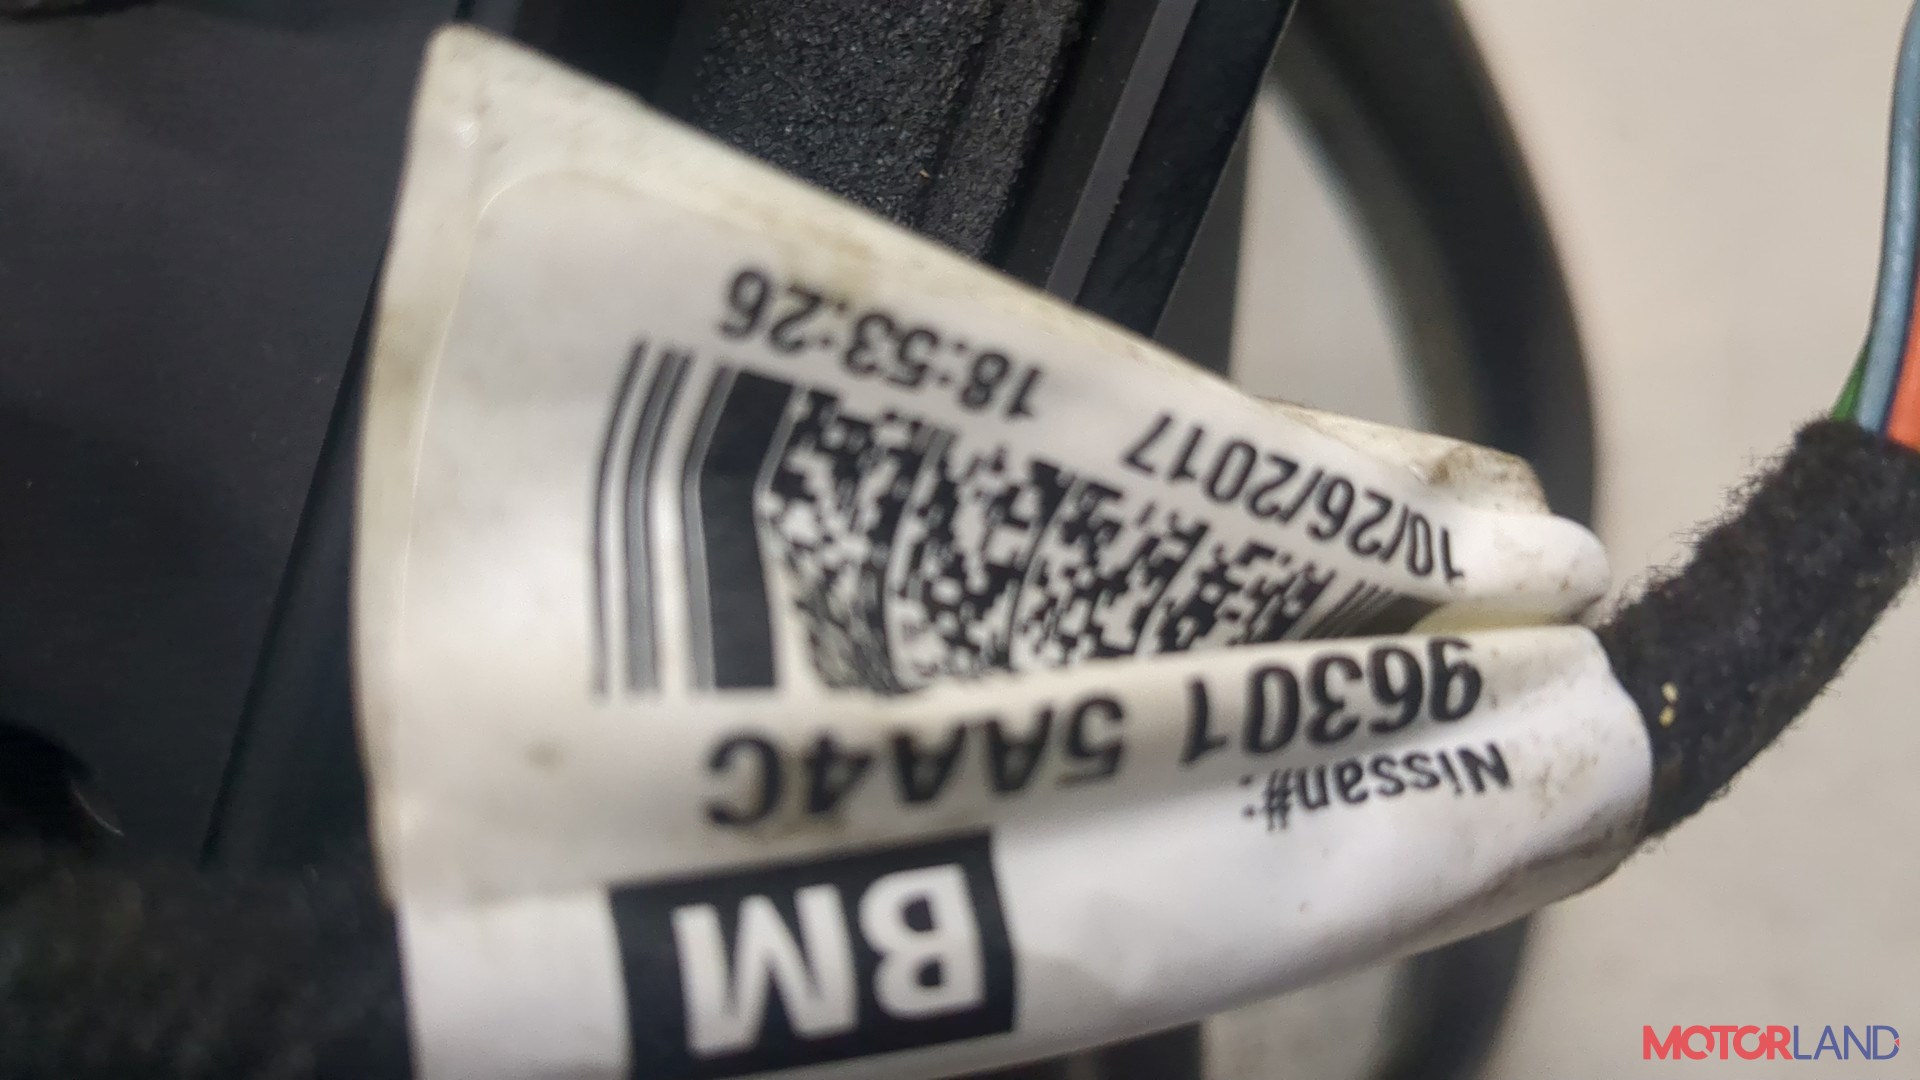 BM
Nissan#:
96301 5AA4C
10/26/2017 18:53:26
MOTORLAND